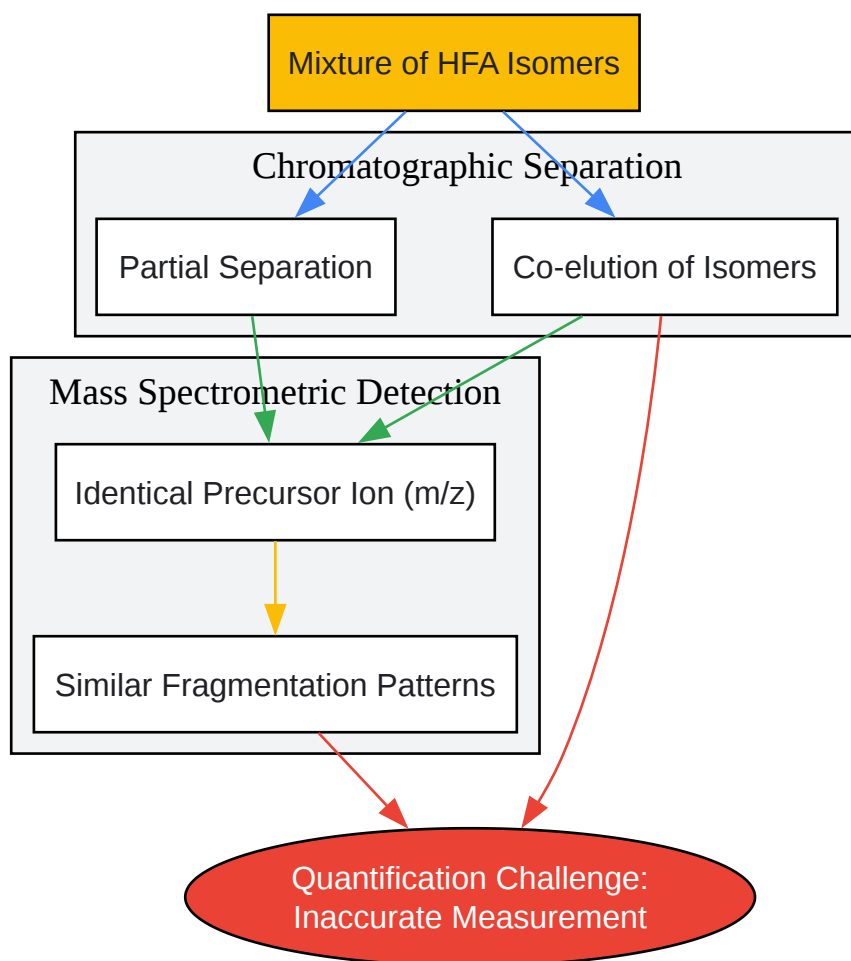 Mixture of HFA Isomers
Chromatographic Separation
Partial Separation
Co-elution of Isomers
Mass Spectrometric Detection
Identical Precursor Ion (m/z)
Similar Fragmentation Patterns
Quantification Challenge:
Inaccurate Measurement